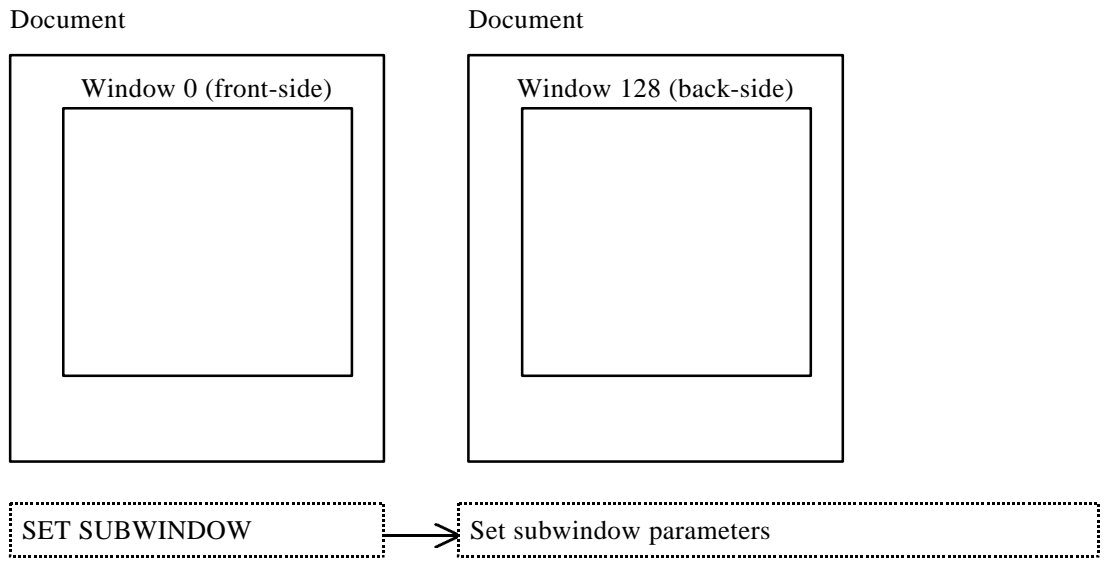 Document
Document
Window 0 (front-side)
Window 128 (back-side)
SET SUBWINDOW
Set subwindow parameters